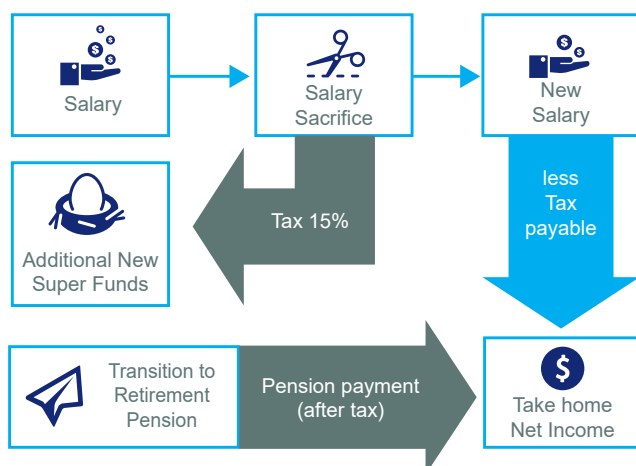 Salary
Salary
Sacrifice
New
Salary
Additional New
Super Funds
Tax 15%
less
Tax
payable
Transition to
Retirement
Pension
Pension payment
(after tax)
$
Take home
Net Income